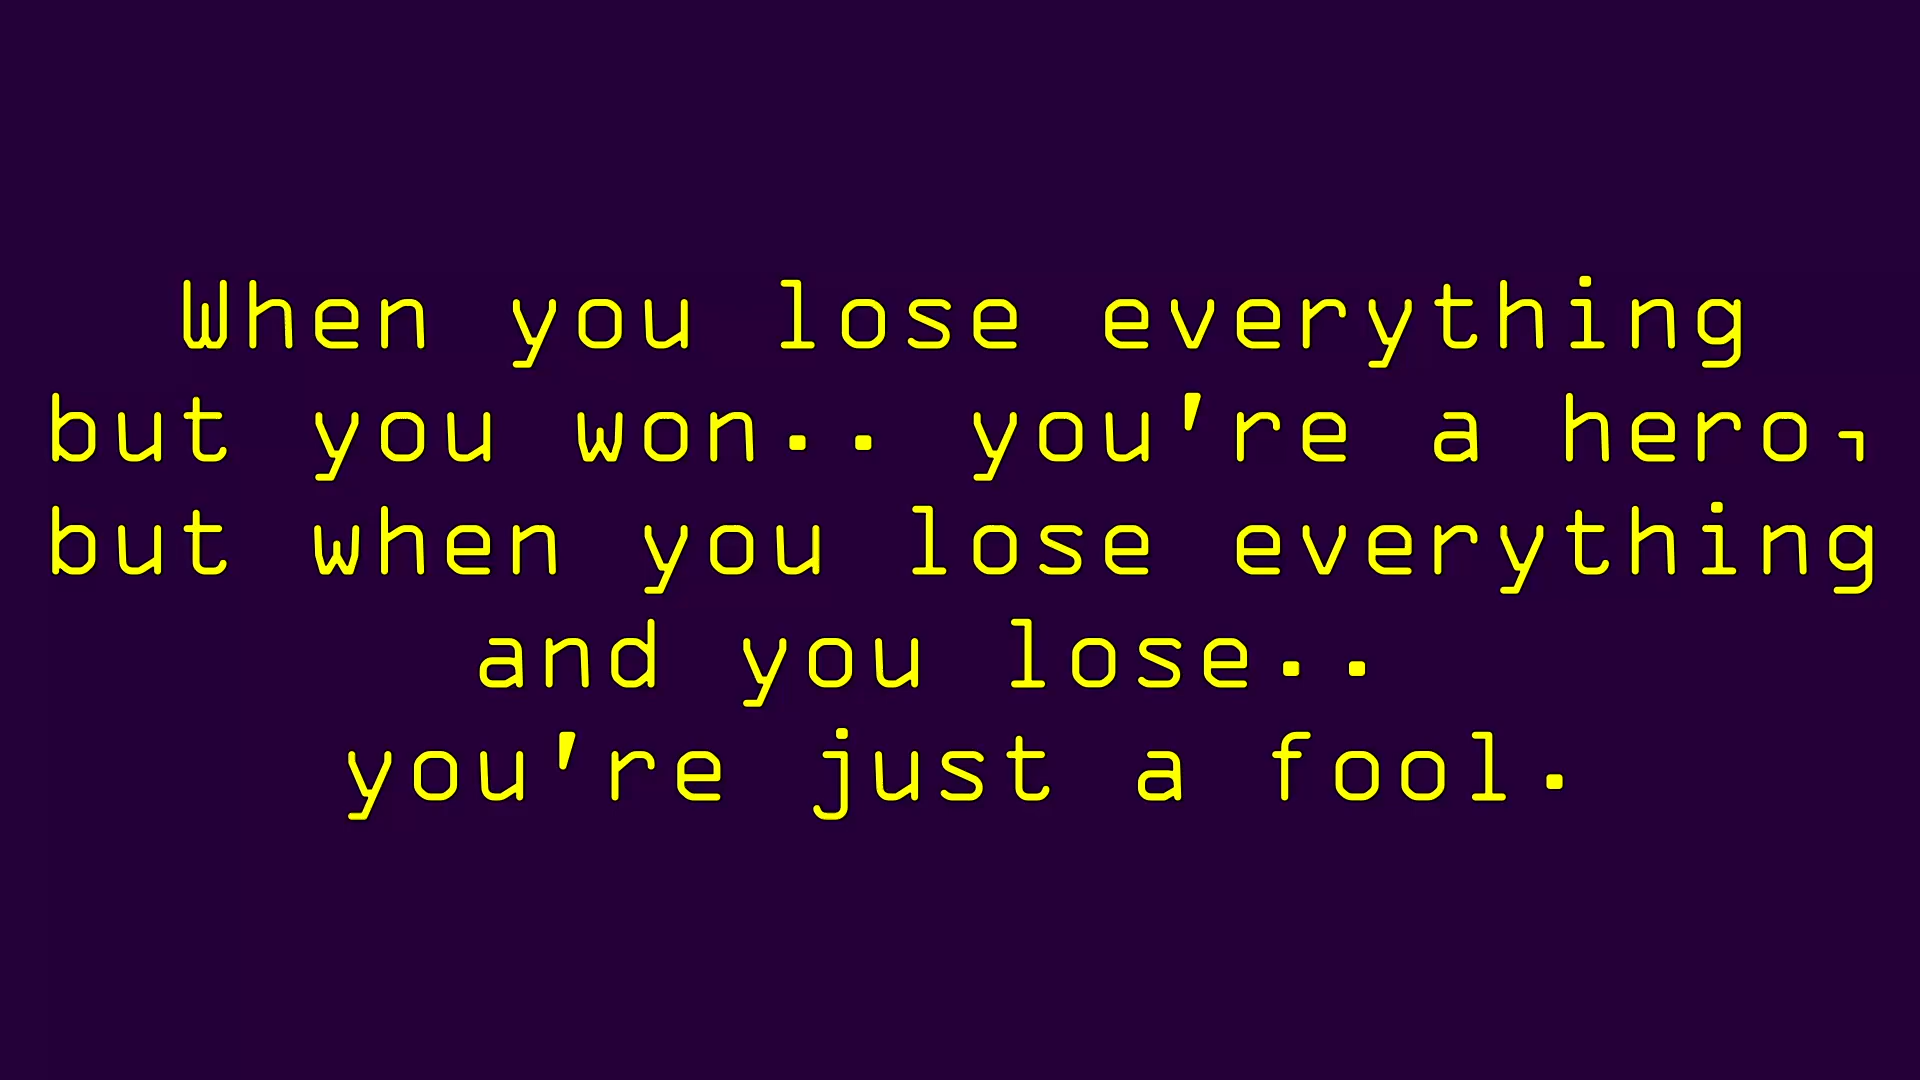 When you lose everything
but you won.. you're a hero,
but when you lose everything
and you lose..
you're just a fool.